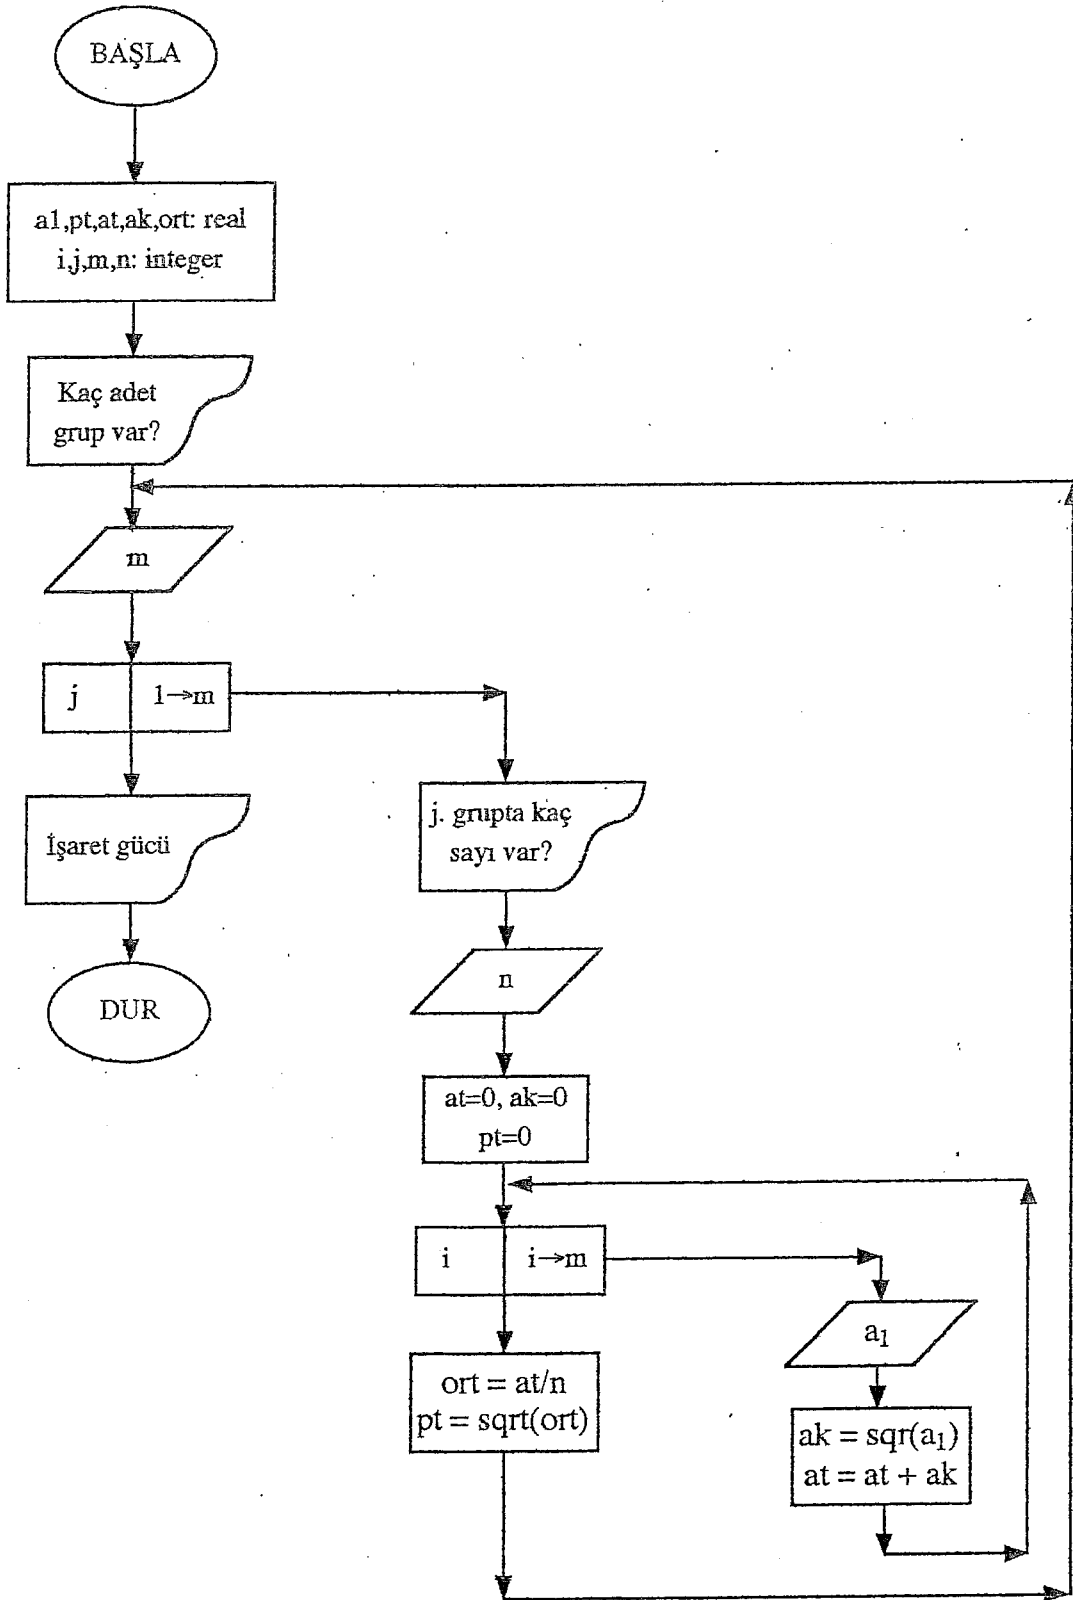 BAŞLA
a1,pt,at,ak,ort: real
i,j,m,n: integer
Kaç adet
grup var?
m
j
1→m
İşaret gücü
DUR
j. grupta kaç
sayı var?
n
at=0, ak=0
pt=0
i
i→m
a₁
ak = sqr(a₁)
at = at + ak
ort = at/n
pt = sqrt(ort)